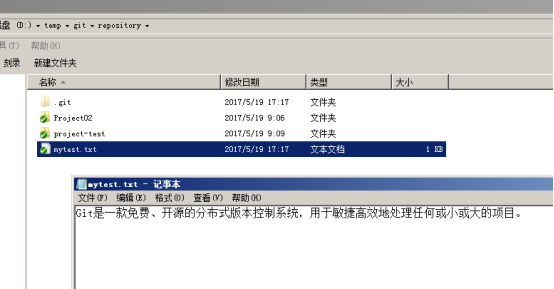 盘 (D:) ▾ temp ▾ git ▾ repository ▾
具(T) 帮助(H)
刻录 新建文件夹
名称 修改日期 类型 大小
.git 2017/5/19 17:17 文件夹
Project02 2017/5/19 9:06 文件夹
project-test 2017/5/19 9:09 文件夹
mytest.txt 2017/5/19 17:17 文本文档 1 KB
mytest.txt - 记事本
文件(F) 编辑(E) 格式(O) 查看(V) 帮助(H)
Git是一款免费、开源的分布式版本控制系统，用于敏捷高效地处理任何或小或大的项目。